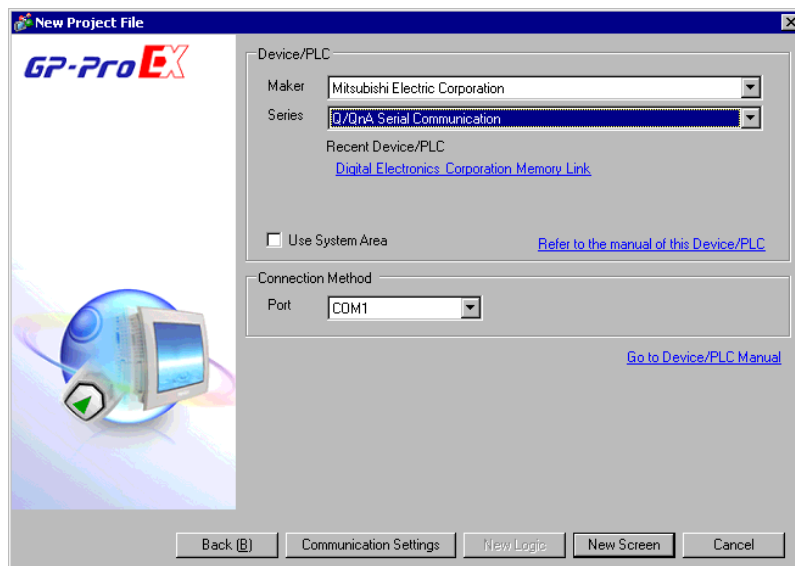 New Project File
GP-Pro EX
Device/PLC
Maker
Mitsubishi Electric Corporation
Series
Q/QnA Serial Communication
Recent Device/PLC
Digital Electronics Corporation Memory Link
Use System Area
Refer to the manual of this Device/PLC
Connection Method
Port
COM1
Go to Device/PLC Manual
Back (B)
Communication Settings
New Logic
New Screen
Cancel